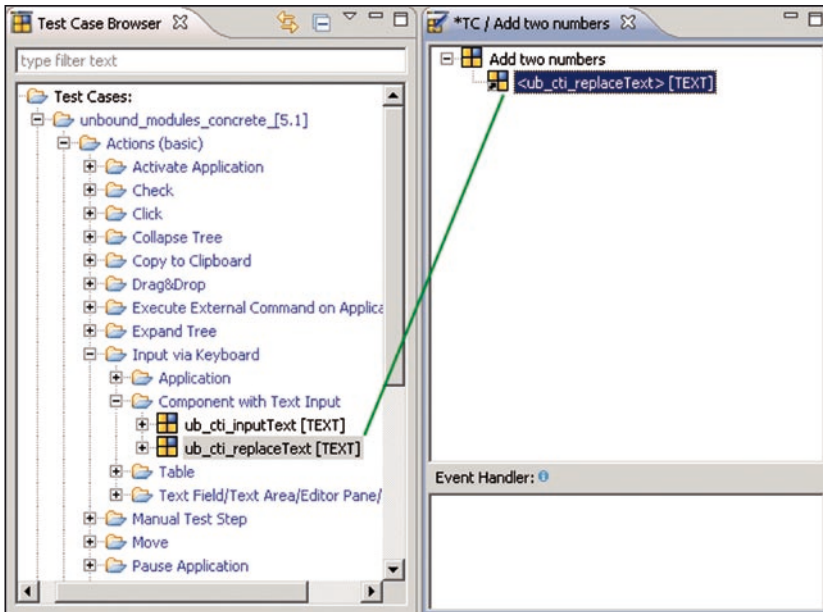 Test Case Browser
type filter text
Test Cases:
unbound_modules_concrete_[5.1]
Actions (basic)
Activate Application
Check
Click
Collapse Tree
Copy to Clipboard
Drag&Drop
Execute External Command on Applica
Expand Tree
Input via Keyboard
Application
Component with Text Input
ub_cti_inputText [TEXT]
ub_cti_replaceText [TEXT]
Table
Text Field/Text Area/Editor Pane/
Manual Test Step
Move
Pause Application
*TC / Add two numbers
Add two numbers
<ub_cti_replaceText> [TEXT]
Event Handler: